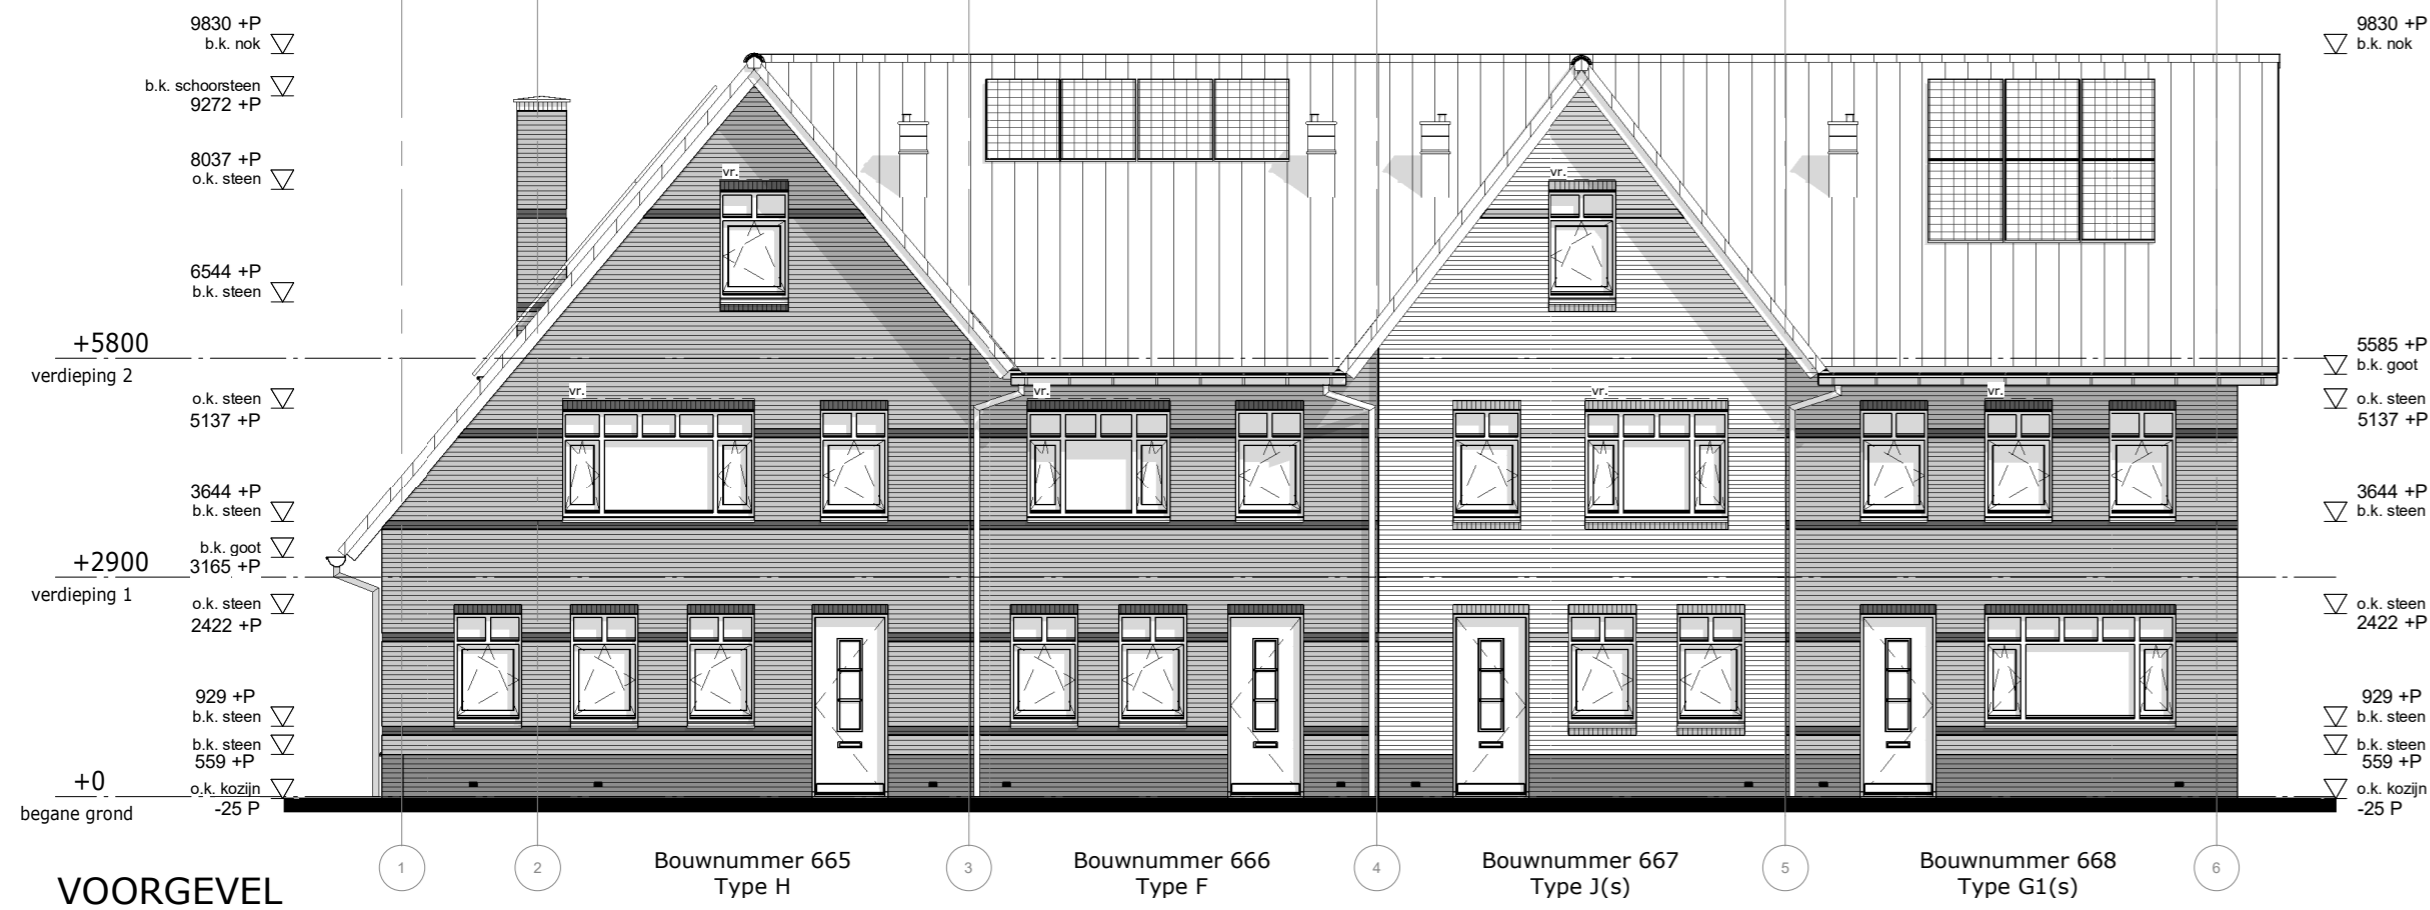 9830 +P
b.k. nok
b.k. schoorsteen
9272 +P
8037 +P
o.k. steen
6544 +P
b.k. steen
+5800
verdieping 2
o.k. steen
5137 +P
3644 +P
b.k. steen
b.k. goot
3165 +P
+2900
verdieping 1
o.k. steen
2422 +P
929 +P
b.k. steen
b.k. steen
559 +P
+0
begane grond
o.k. kozijn
-25 P
vr.
vr.
vr.
vr.
vr.
vr.
9830 +P
b.k. nok
5585 +P
b.k. goot
o.k. steen
5137 +P
3644 +P
b.k. steen
o.k. steen
2422 +P
929 +P
b.k. steen
b.k. steen
559 +P
o.k. kozijn
-25 P
1
2
Bouwnummer 665
Type H
3
Bouwnummer 666
Type F
4
Bouwnummer 667
Type J(s)
5
Bouwnummer 668
Type G1(s)
6
VOORGEVEL